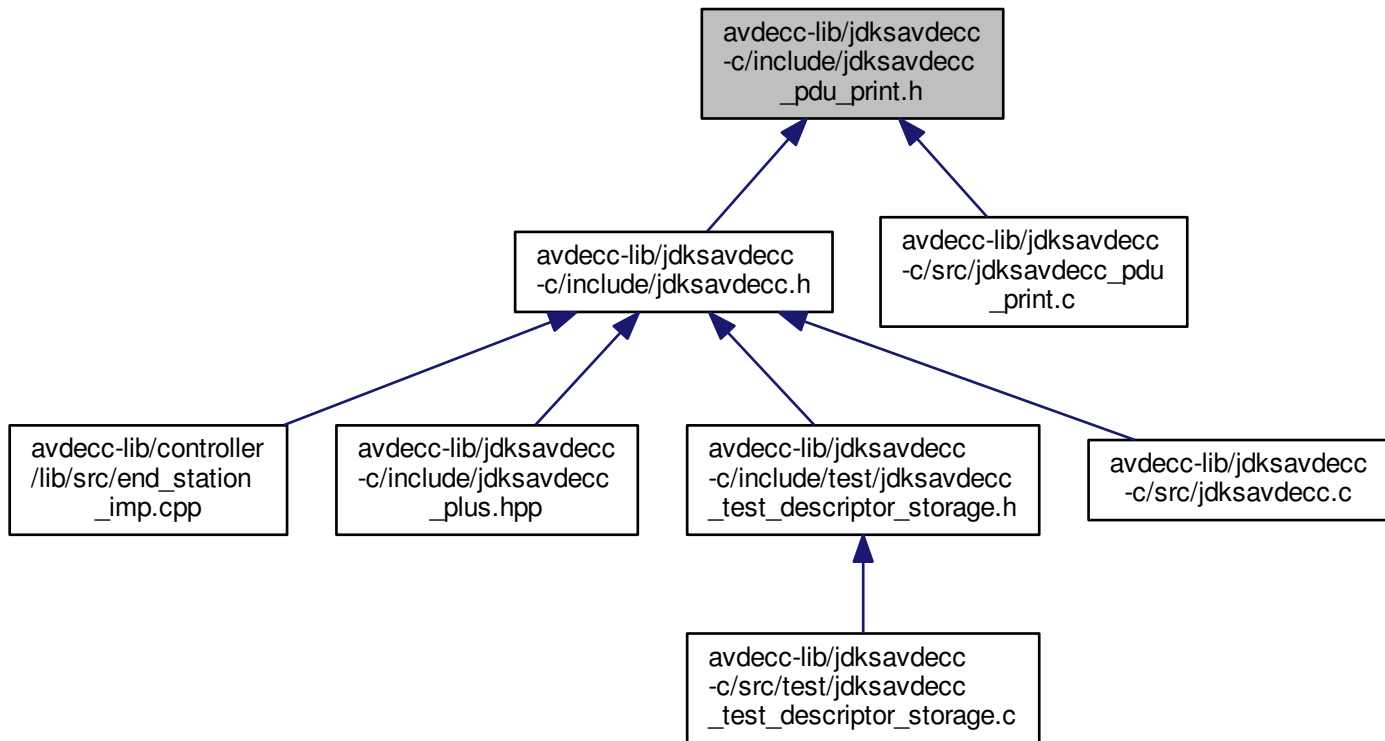 avdecc-lib/jdksavdecc
-c/include/jdksavdecc
_pdu_print.h
avdecc-lib/jdksavdecc
-c/include/jdksavdecc.h
avdecc-lib/jdksavdecc
-c/src/jdksavdecc_pdu
_print.c
avdecc-lib/controller
/lib/src/end_station
_imp.cpp
avdecc-lib/jdksavdecc
-c/include/jdksavdecc
_plus.hpp
avdecc-lib/jdksavdecc
-c/include/test/jdksavdecc
_test_descriptor_storage.h
avdecc-lib/jdksavdecc
-c/src/jdksavdecc.c
avdecc-lib/jdksavdecc
-c/src/test/jdksavdecc
_test_descriptor_storage.c